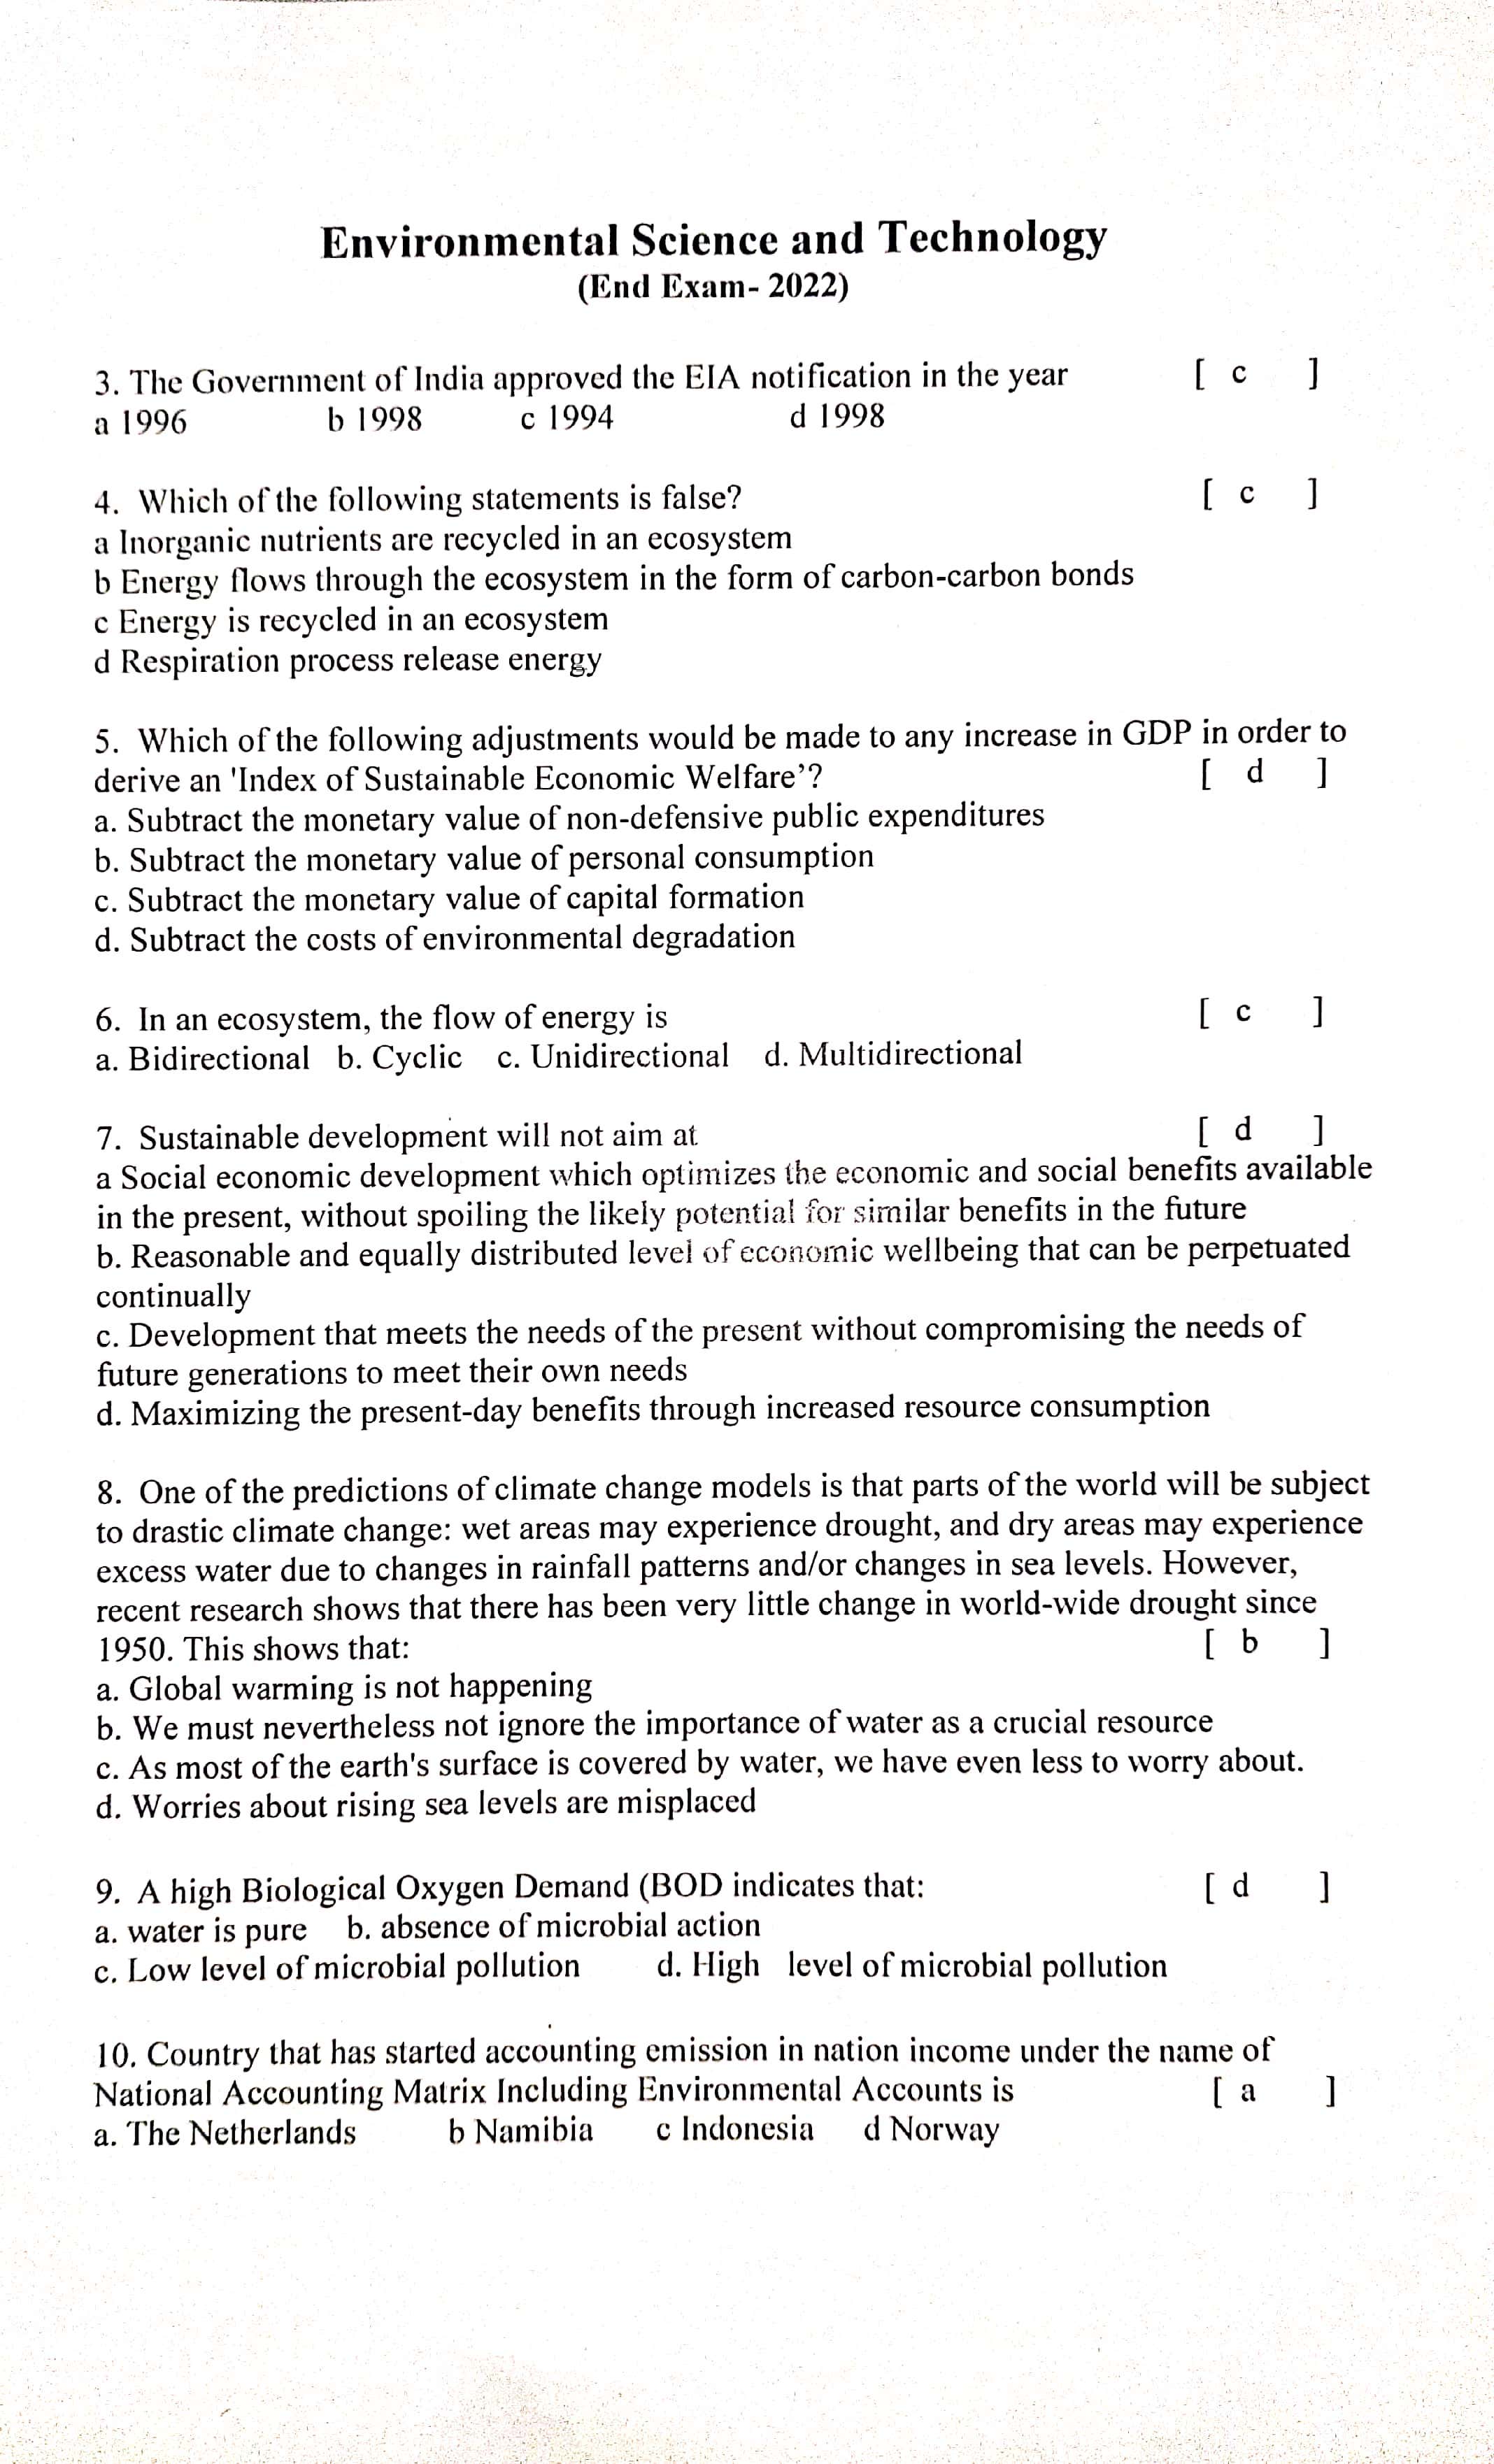 Environmental Science and Technology
(End Exam- 2022)
3. The Government of India approved the EIA notification in the year [ c ]
a 1996 b 1998 c 1994 d 1998
4. Which of the following statements is false? [ c ]
a Inorganic nutrients are recycled in an ecosystem
b Energy flows through the ecosystem in the form of carbon-carbon bonds
c Energy is recycled in an ecosystem
d Respiration process release energy
5. Which of the following adjustments would be made to any increase in GDP in order to
derive an 'Index of Sustainable Economic Welfare’? [ d ]
a. Subtract the monetary value of non-defensive public expenditures
b. Subtract the monetary value of personal consumption
c. Subtract the monetary value of capital formation
d. Subtract the costs of environmental degradation
6. In an ecosystem, the flow of energy is [ c ]
a. Bidirectional b. Cyclic c. Unidirectional d. Multidirectional
7. Sustainable development will not aim at [ d ]
a Social economic development which optimizes the economic and social benefits available
in the present, without spoiling the likely potential for similar benefits in the future
b. Reasonable and equally distributed level of economic wellbeing that can be perpetuated
continually
c. Development that meets the needs of the present without compromising the needs of
future generations to meet their own needs
d. Maximizing the present-day benefits through increased resource consumption
8. One of the predictions of climate change models is that parts of the world will be subject
to drastic climate change: wet areas may experience drought, and dry areas may experience
excess water due to changes in rainfall patterns and/or changes in sea levels. However,
recent research shows that there has been very little change in world-wide drought since
1950. This shows that: [ b ]
a. Global warming is not happening
b. We must nevertheless not ignore the importance of water as a crucial resource
c. As most of the earth's surface is covered by water, we have even less to worry about.
d. Worries about rising sea levels are misplaced
9. A high Biological Oxygen Demand (BOD indicates that: [ d ]
a. water is pure b. absence of microbial action
c. Low level of microbial pollution d. High level of microbial pollution
10. Country that has started accounting emission in nation income under the name of
National Accounting Matrix Including Environmental Accounts is [ a ]
a. The Netherlands b Namibia c Indonesia d Norway